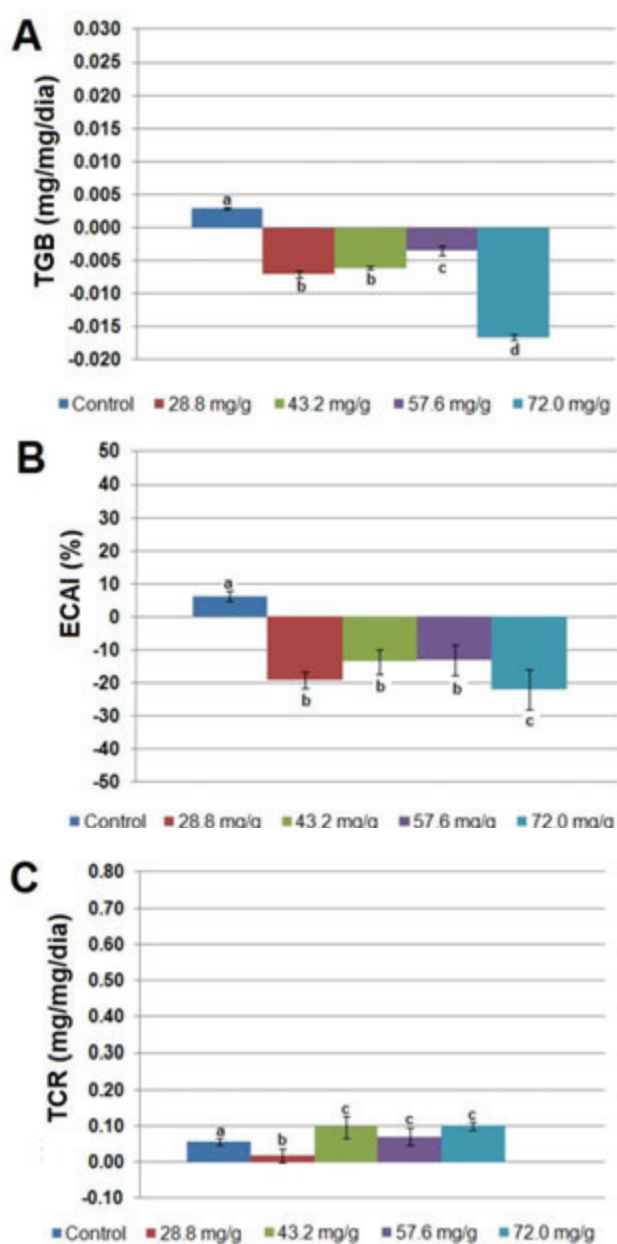 A
TGB (mg/mg/dia)
0.030
0.025
0.020
0.015
0.010
0.005
0.000
-0.005
-0.010
-0.015
-0.020
a
b
b
c
d
Control 28.8 mg/g 43.2 mg/g 57.6 mg/g 72.0 mg/g
B
ECAI (%)
50
40
30
20
10
0
-10
-20
-30
-40
-50
a
b
b
b
c
Control 28.8 mg/g 43.2 mg/g 57.6 mg/g 72.0 mg/g
C
TCR (mg/mg/dia)
0.80
0.70
0.60
0.50
0.40
0.30
0.20
0.10
0.00
-0.10
a
b
c
c
c
Control 28.8 mg/g 43.2 mg/g 57.6 mg/g 72.0 mg/g